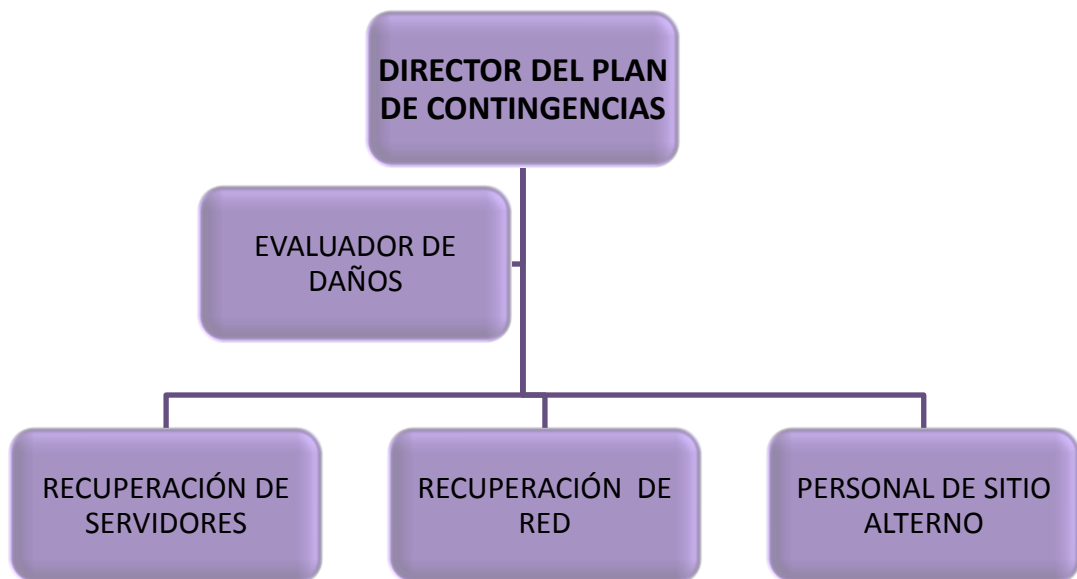 DIRECTOR DEL PLAN
DE CONTINGENCIAS
EVALUADOR DE
DAÑOS
RECUPERACIÓN DE
SERVIDORES
RECUPERACIÓN DE
RED
PERSONAL DE SITIO
ALTERNO